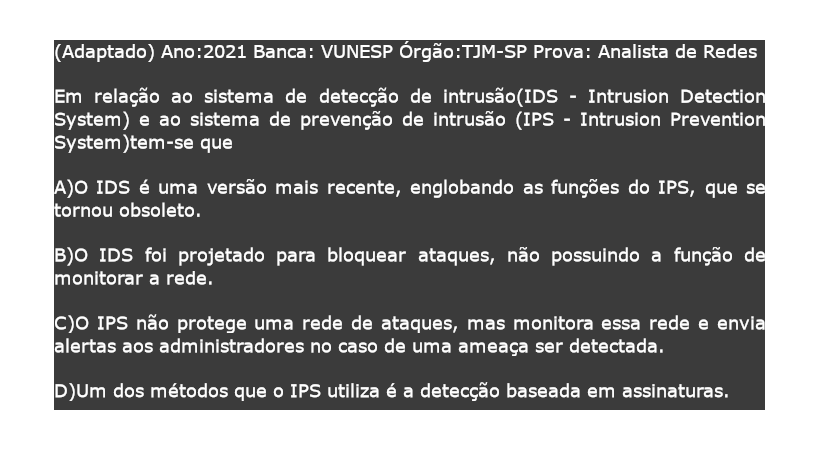 (Adaptado) Ano:2021 Banca: VUNESP Órgão:TJM-SP Prova: Analista de Redes
Em relação ao sistema de detecção de intrusão(IDS - Intrusion Detection
System) e ao sistema de prevenção de intrusão (IPS - Intrusion Prevention
System)tem-se que
A)O IDS é uma versão mais recente, englobando as funções do IPS, que se
tornou obsoleto.
B)O IDS foi projetado para bloquear ataques, não possuindo a função de
monitorar a rede.
C)O IPS não protege uma rede de ataques, mas monitora essa rede e envia
alertas aos administradores no caso de uma ameaça ser detectada.
D)Um dos métodos que o IPS utiliza é a detecção baseada em assinaturas.